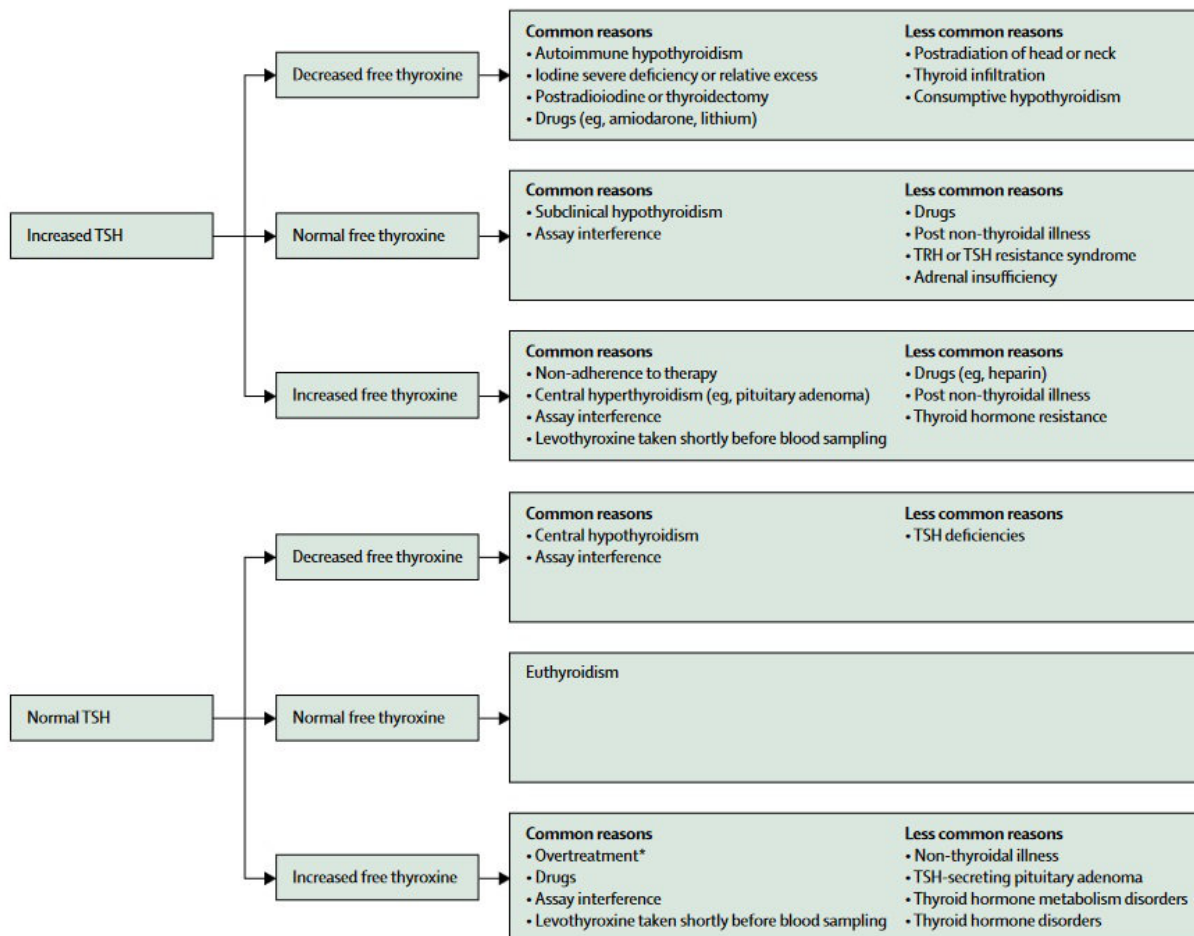 Increased TSH
Decreased free thyroxine
Common reasons
• Autoimmune hypothyroidism
• Iodine severe deficiency or relative excess
• Postradioiodine or thyroidectomy
• Drugs (eg, amiodarone, lithium)
Less common reasons
• Postradiation of head or neck
• Thyroid infiltration
• Consumptive hypothyroidism
Normal free thyroxine
Common reasons
• Subclinical hypothyroidism
• Assay interference
Less common reasons
• Drugs
• Post non-thyroidal illness
• TRH or TSH resistance syndrome
• Adrenal insufficiency
Increased free thyroxine
Common reasons
• Non-adherence to therapy
• Central hyperthyroidism (eg, pituitary adenoma)
• Assay interference
• Levothyroxine taken shortly before blood sampling
Less common reasons
• Drugs (eg, heparin)
• Post non-thyroidal illness
• Thyroid hormone resistance
Normal TSH
Decreased free thyroxine
Common reasons
• Central hypothyroidism
• Assay interference
Less common reasons
• TSH deficiencies
Normal free thyroxine
Euthyroidism
Increased free thyroxine
Common reasons
• Overtreatment*
• Drugs
• Assay interference
• Levothyroxine taken shortly before blood sampling
Less common reasons
• Non-thyroidal illness
• TSH-secreting pituitary adenoma
• Thyroid hormone metabolism disorders
• Thyroid hormone disorders